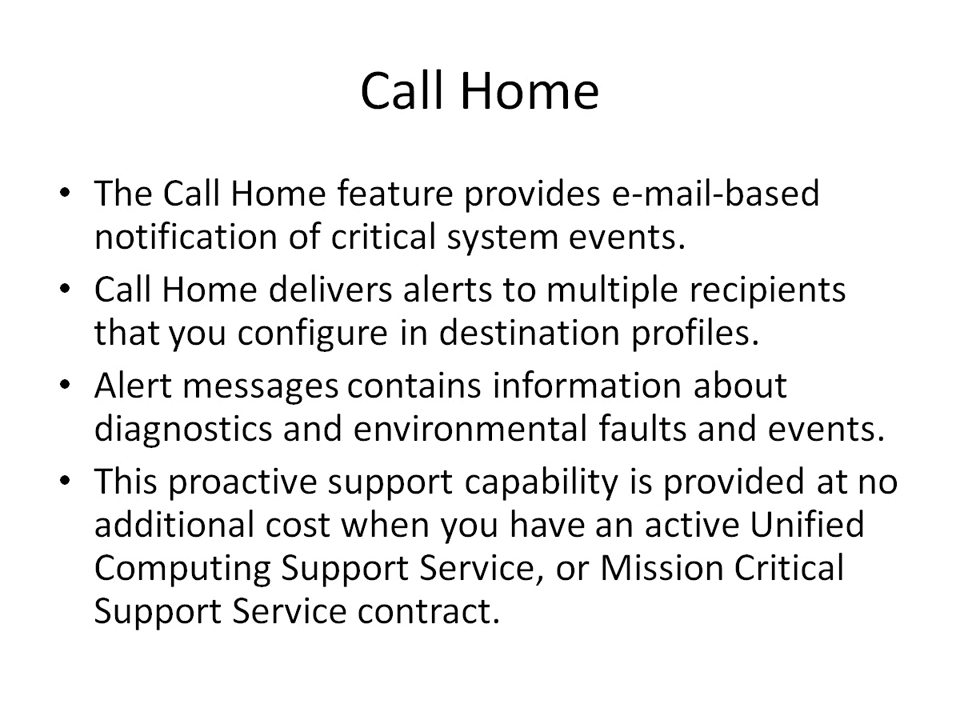 Call Home
• The Call Home feature provides e-mail-based
notification of critical system events.
• Call Home delivers alerts to multiple recipients
that you configure in destination profiles.
• Alert messages contains information about
diagnostics and environmental faults and events.
• This proactive support capability is provided at no
additional cost when you have an active Unified
Computing Support Service, or Mission Critical
Support Service contract.